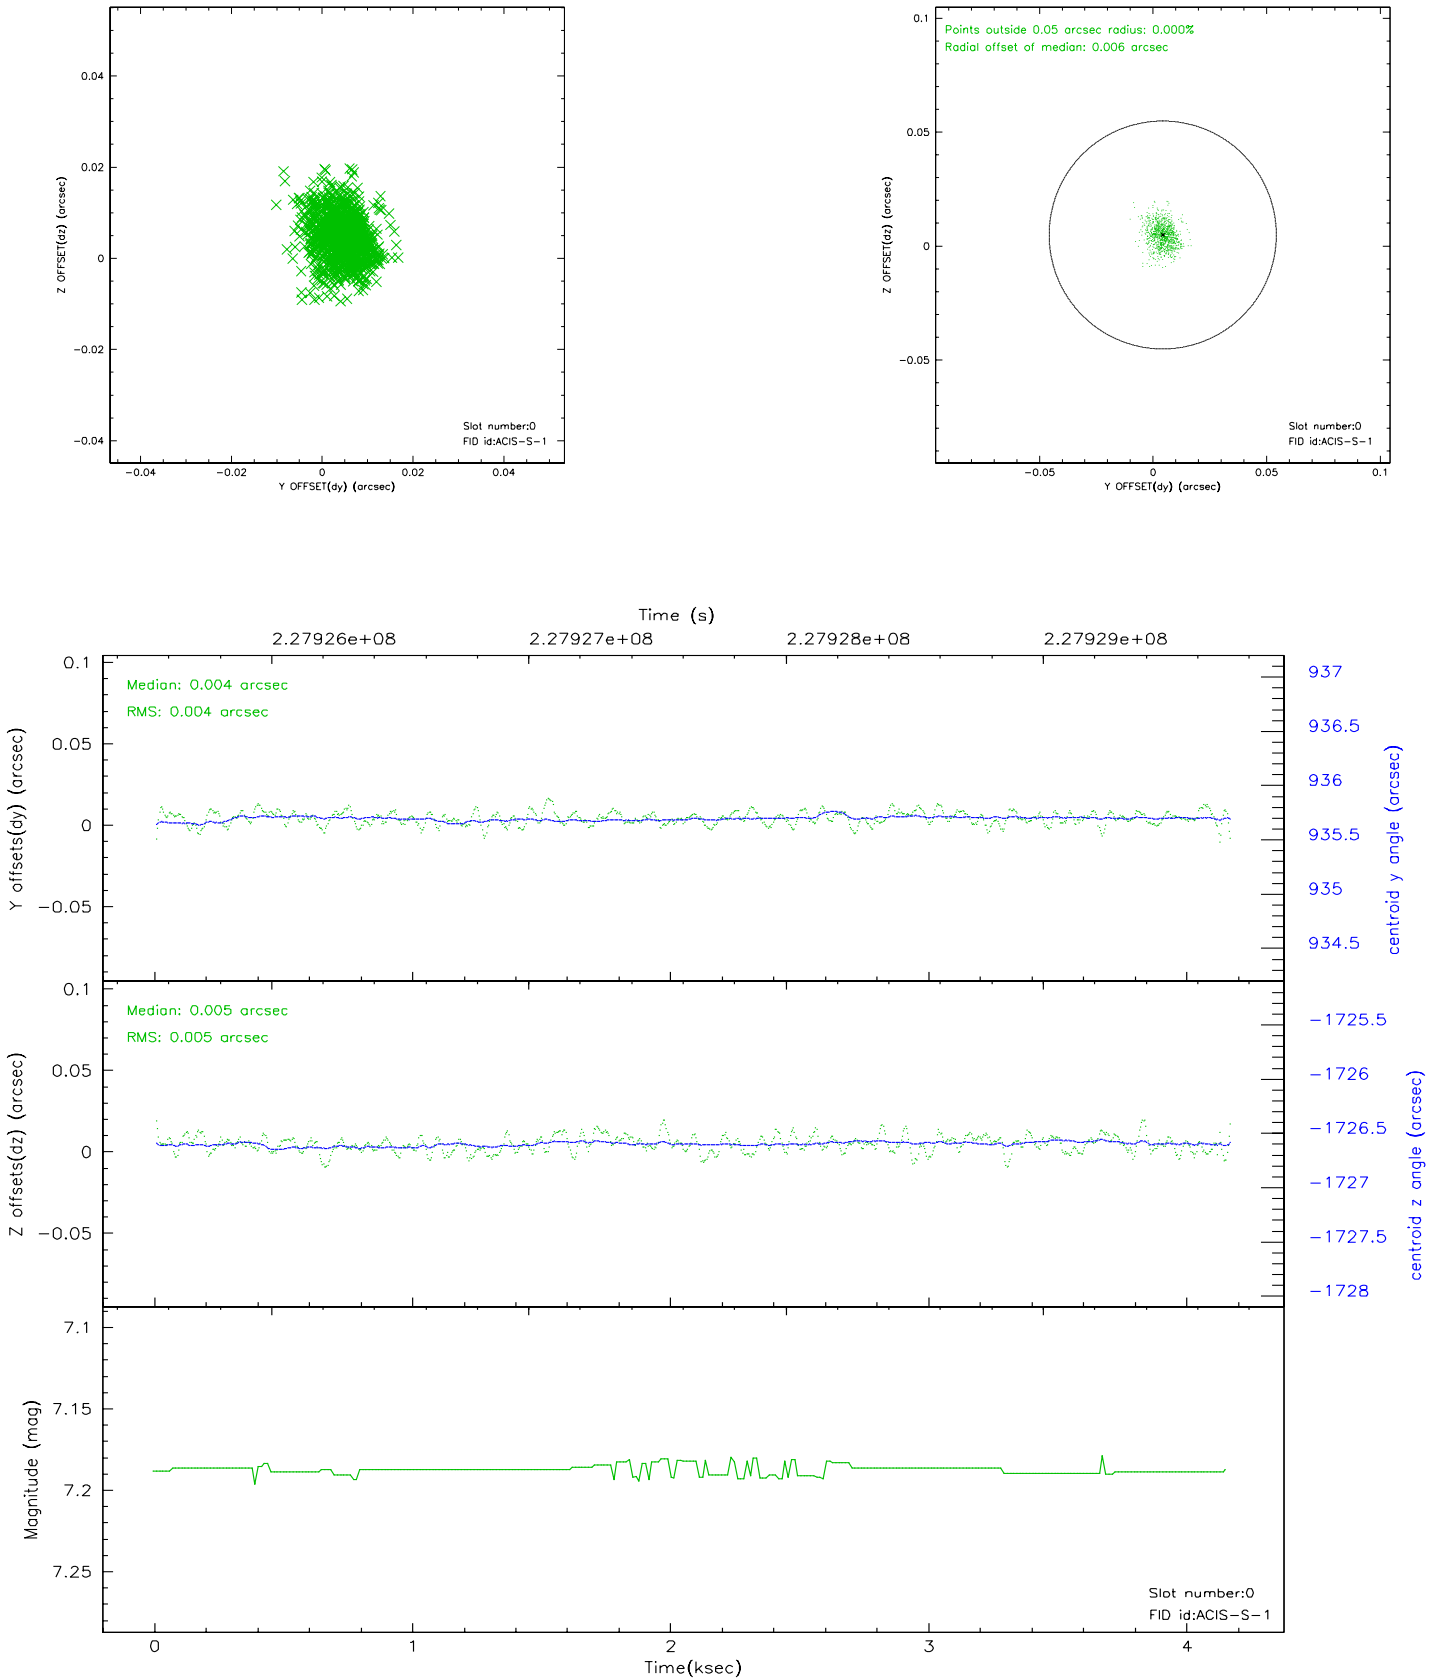 0.04
0.02
0
−0.02
−0.04
Z OFFSET(dz) (arcsec)
Slot number:0
FID id:ACIS−S−1
−0.04 −0.02 0 0.02 0.04
Y OFFSET(dy) (arcsec)
0.1
0.05
0
−0.05
Z OFFSET(dz) (arcsec)
Points outside 0.05 arcsec radius: 0.000%
Radial offset of median: 0.006 arcsec
Slot number:0
FID id:ACIS−S−1
−0.05 0 0.05 0.1
Y OFFSET(dy) (arcsec)
Time (s)
2.27926e+08 2.27927e+08 2.27928e+08 2.27929e+08
0.1
0.05
0
−0.05
Y offsets(dy) (arcsec)
Median: 0.004 arcsec
RMS: 0.004 arcsec
937
936.5
936
935.5
935
934.5
centroid y angle (arcsec)
0.1
0.05
0
−0.05
Z offsets(dz) (arcsec)
Median: 0.005 arcsec
RMS: 0.005 arcsec
−1725.5
−1726
−1726.5
−1727
−1727.5
−1728
centroid z angle (arcsec)
7.1
7.15
7.2
7.25
Magnitude (mag)
Slot number:0
FID id:ACIS−S−1
0 1 2 3 4
Time(ksec)